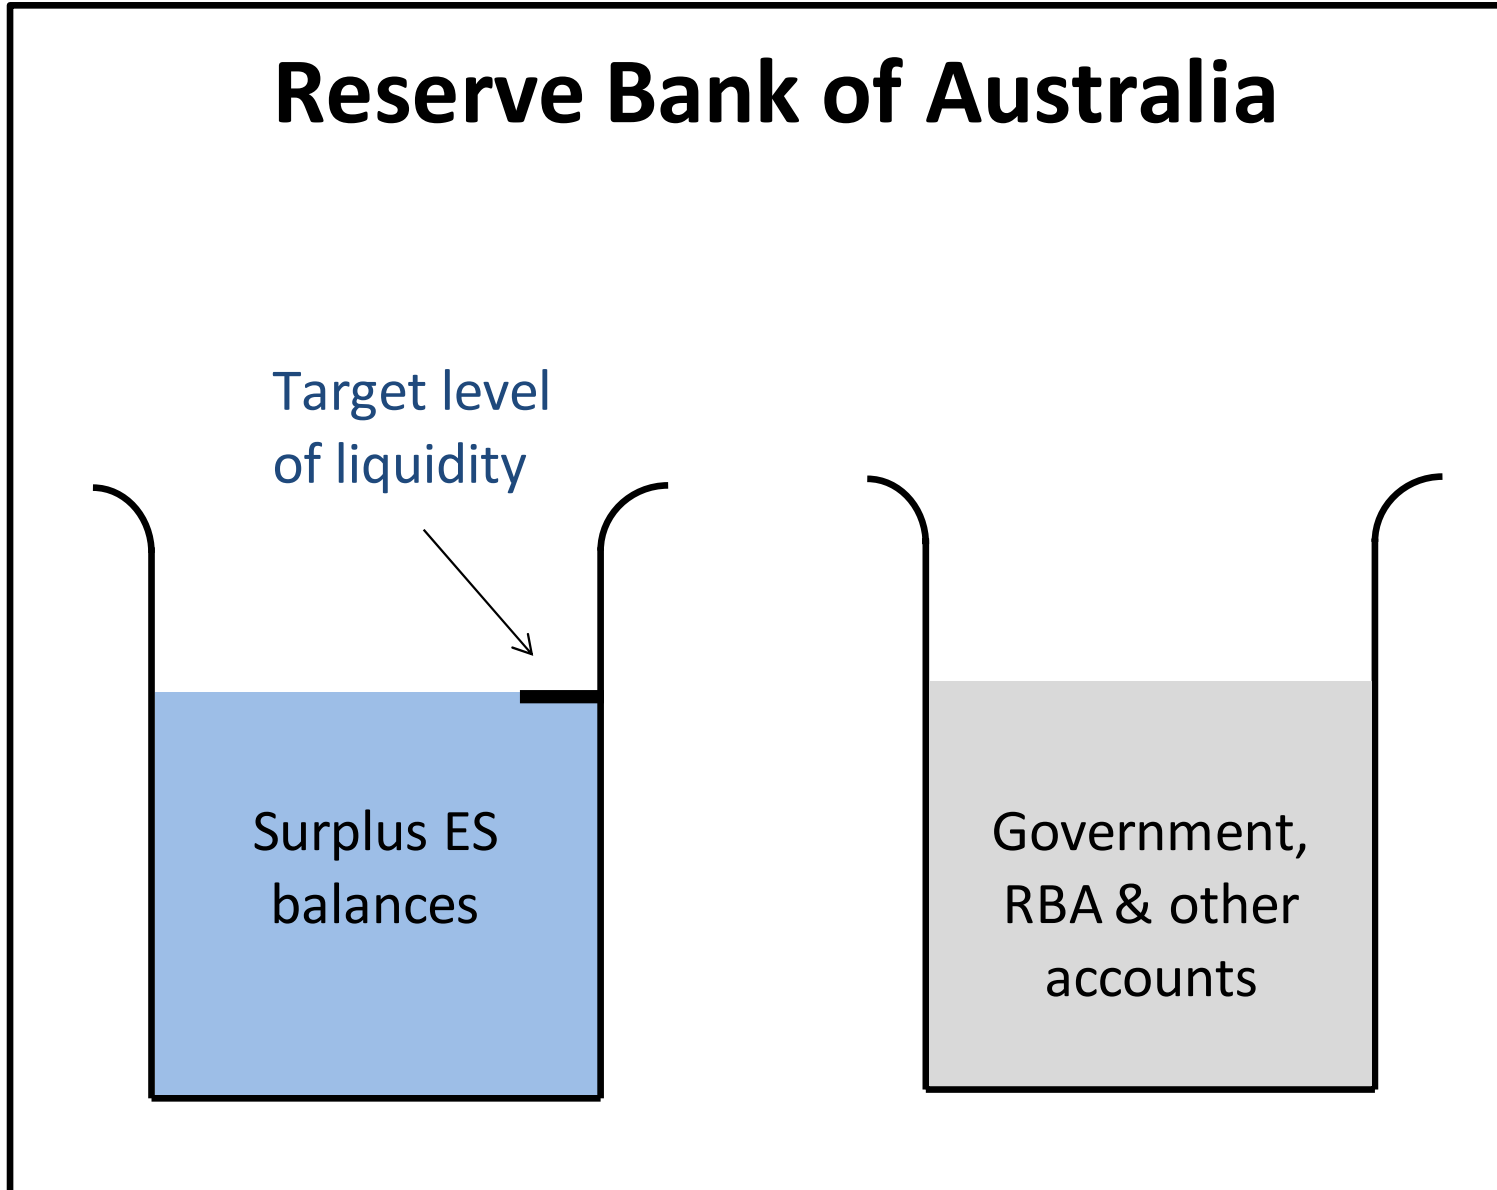 Reserve Bank of Australia
Target level
of liquidity
Surplus ES
balances
Government,
RBA & other
accounts